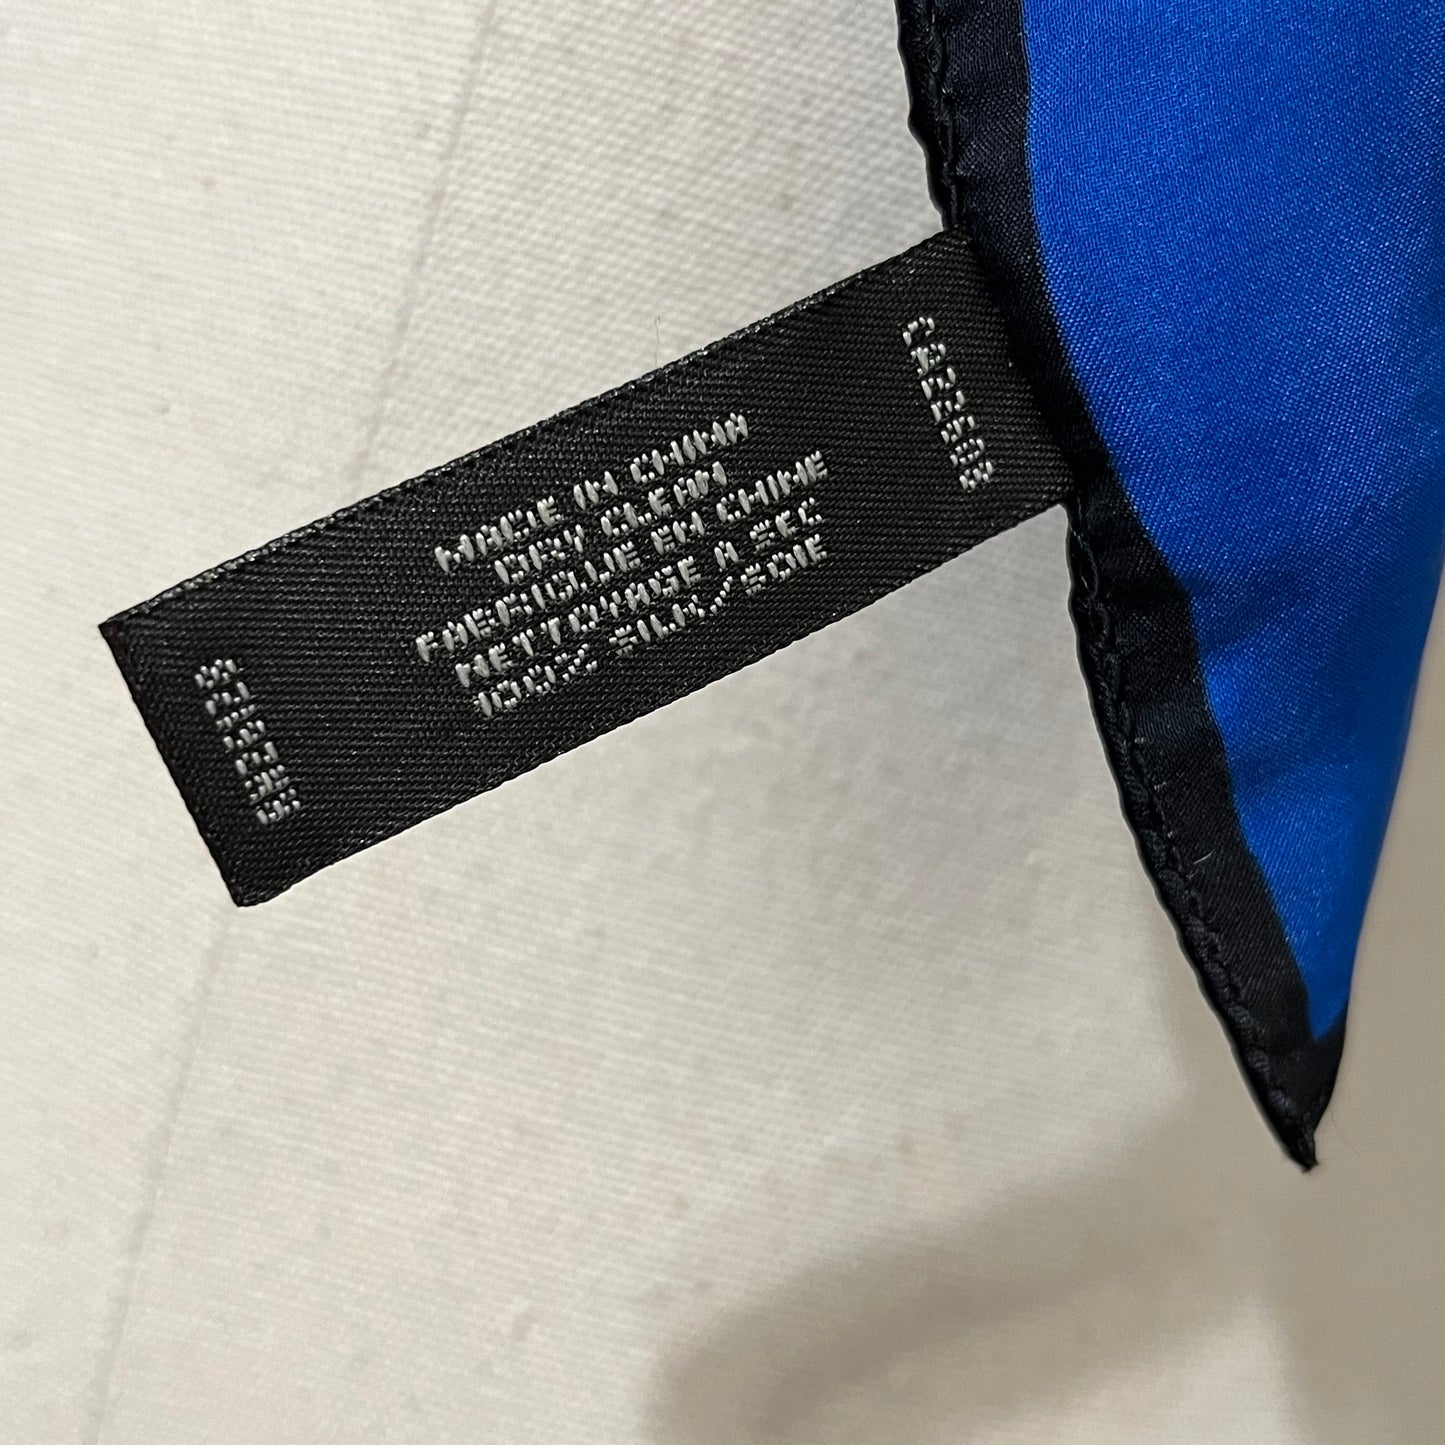 MADE IN CHINA
DRY CLEAN
FABRIQUE EN CHINE
NETTOYAGE A SEC
100% SILK/SOIE